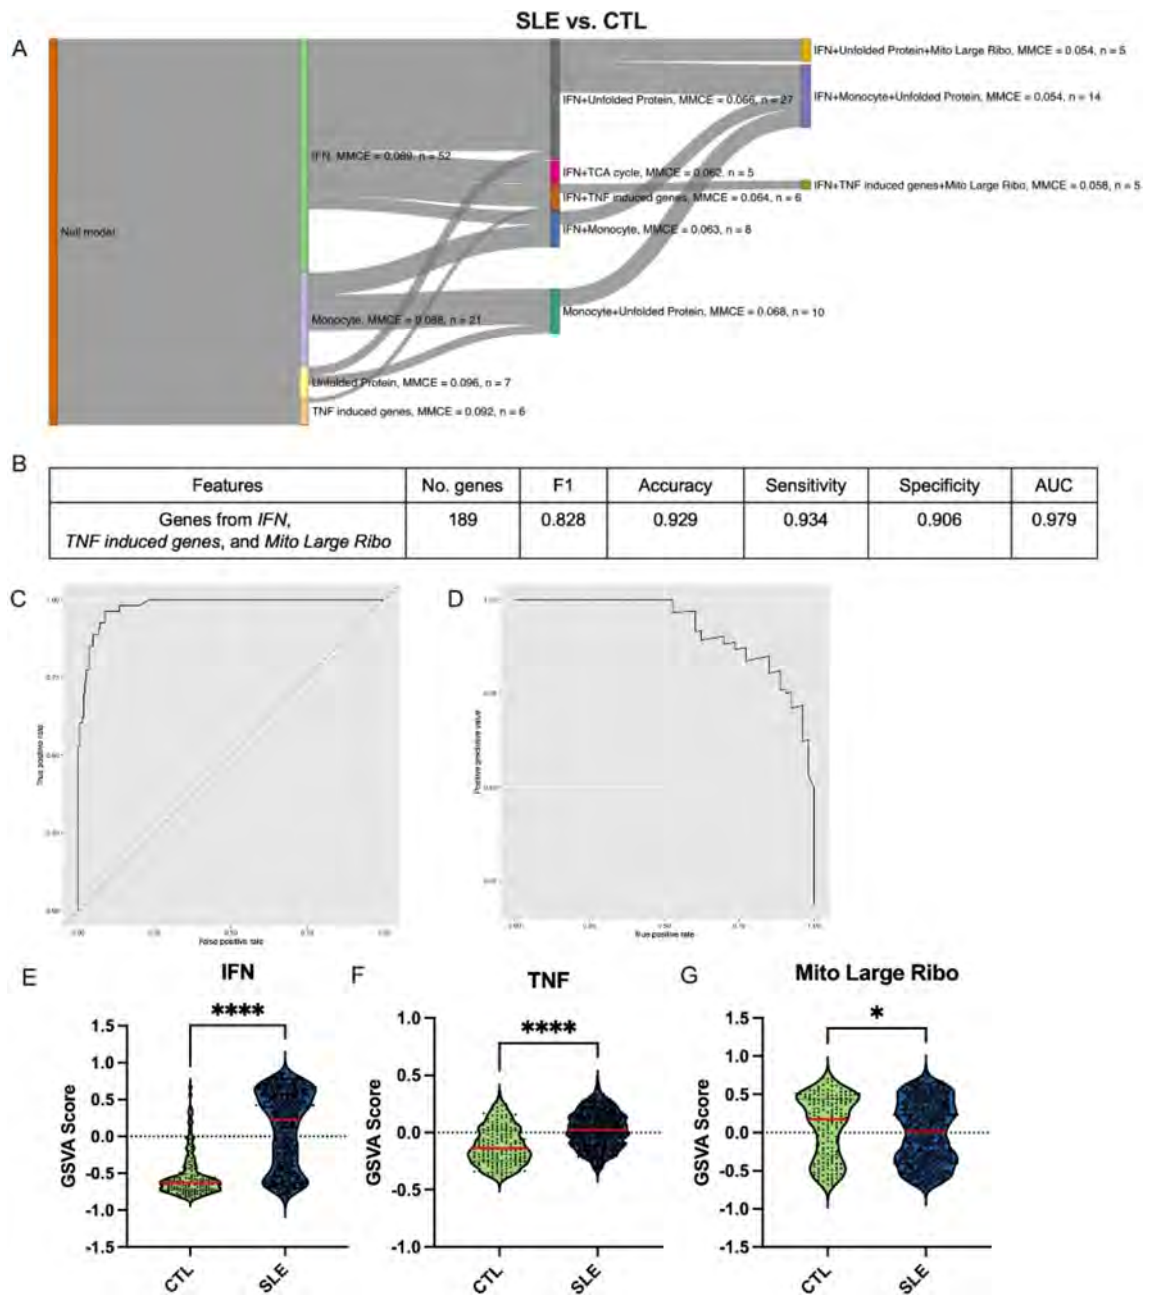 SLE vs. CTL
A
IFN+Unfolded Protein+Mito Large Ribo, MMCE = 0.054, n = 5
IFN+Unfolded Protein, MMCE = 0.066, n = 27
IFN+Monocyte+Unfolded Protein, MMCE = 0.054, n = 14
IFN, MMCE = 0.089, n = 52
IFN+TCA cycle, MMCE = 0.062, n = 5
IFN+TNF induced genes+Mito Large Ribo, MMCE = 0.058, n = 5
IFN+TNF induced genes, MMCE = 0.064, n = 6
Null model
IFN+Monocyte, MMCE = 0.063, n = 8
Monocyte, MMCE = 0.088, n = 21
Monocyte+Unfolded Protein, MMCE = 0.068, n = 10
Unfolded Protein, MMCE = 0.096, n = 7
TNF induced genes, MMCE = 0.092, n = 6
B
Features No. genes F1 Accuracy Sensitivity Specificity AUC
Genes from IFN, 189 0.828 0.929 0.934 0.906 0.979
TNF induced genes, and Mito Large Ribo
C
True positive rate
False positive rate
D
Positive predictive value
True positive rate
E
IFN
****
GSVA Score
1.5
1.0
0.5
0.0
-0.5
-1.0
-1.5
CTL
SLE
F
TNF
****
GSVA Score
1.0
0.5
0.0
-0.5
-1.0
CTL
SLE
G
Mito Large Ribo
*
GSVA Score
1.5
1.0
0.5
0.0
-0.5
-1.0
-1.5
CTL
SLE